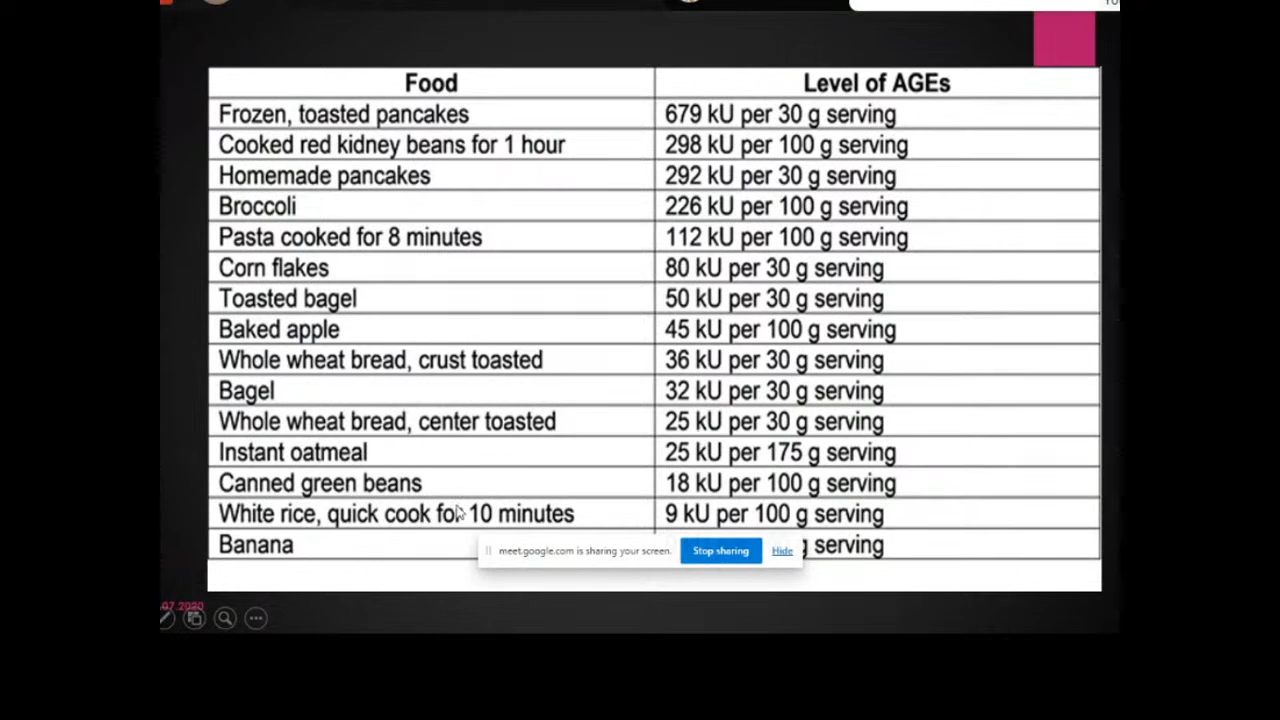 Food Level of AGEs
Frozen, toasted pancakes 679 kU per 30 g serving
Cooked red kidney beans for 1 hour 298 kU per 100 g serving
Homemade pancakes 292 kU per 30 g serving
Broccoli 226 kU per 100 g serving
Pasta cooked for 8 minutes 112 kU per 100 g serving
Corn flakes 80 kU per 30 g serving
Toasted bagel 50 kU per 30 g serving
Baked apple 45 kU per 100 g serving
Whole wheat bread, crust toasted 36 kU per 30 g serving
Bagel 32 kU per 30 g serving
Whole wheat bread, center toasted 25 kU per 30 g serving
Instant oatmeal 25 kU per 175 g serving
Canned green beans 18 kU per 100 g serving
White rice, quick cook for 10 minutes 9 kU per 100 g serving
Banana g serving
meet.google.com is sharing your screen. Stop sharing Hide
.07.2020